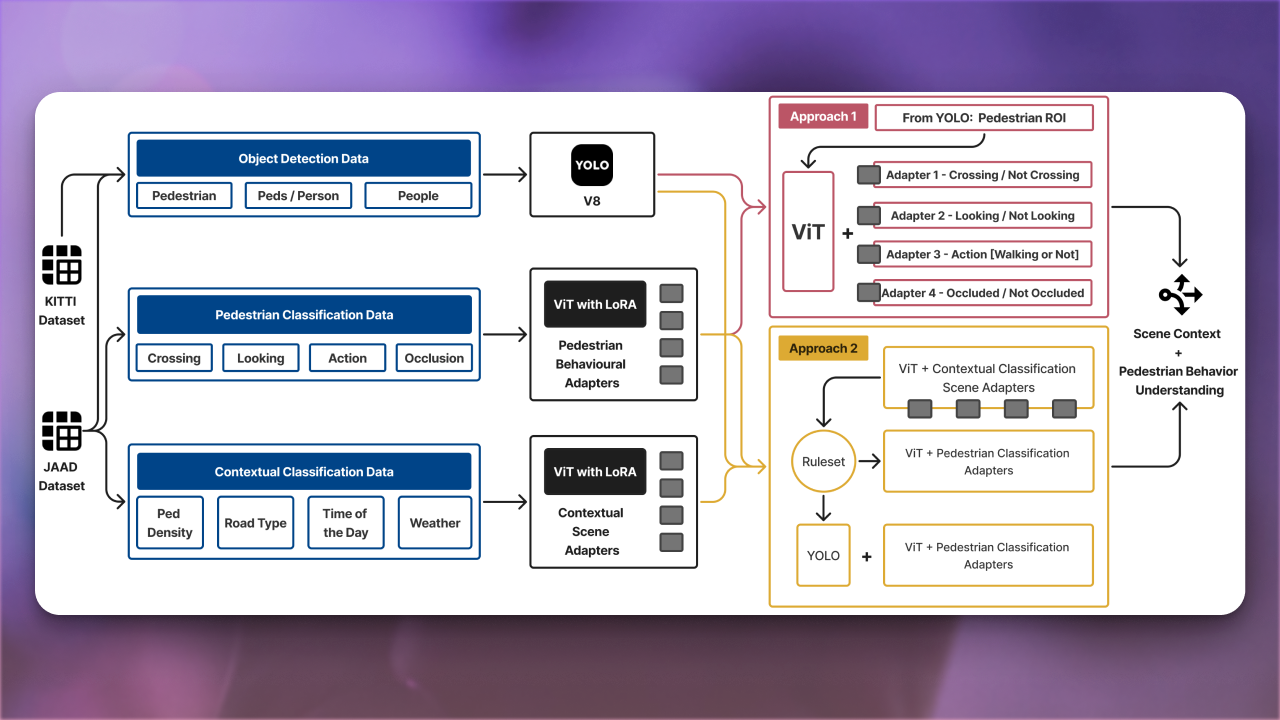 KITTI
Dataset
JAAD
Dataset
Object Detection Data
Pedestrian
Peds / Person
People
Pedestrian Classification Data
Crossing
Looking
Action
Occlusion
Contextual Classification Data
Ped
Density
Road Type
Time of
the Day
Weather
YOLO
V8
ViT with LoRA
Pedestrian
Behavioural
Adapters
ViT with LoRA
Contextual
Scene
Adapters
Approach 1
From YOLO: Pedestrian ROI
ViT
+
Adapter 1 - Crossing / Not Crossing
Adapter 2 - Looking / Not Looking
Adapter 3 - Action [Walking or Not]
Adapter 4 - Occluded / Not Occluded
Approach 2
ViT + Contextual Classification
Scene Adapters
Ruleset
ViT + Pedestrian Classification
Adapters
YOLO
+
ViT + Pedestrian Classification
Adapters
Scene Context
+
Pedestrian Behavior
Understanding